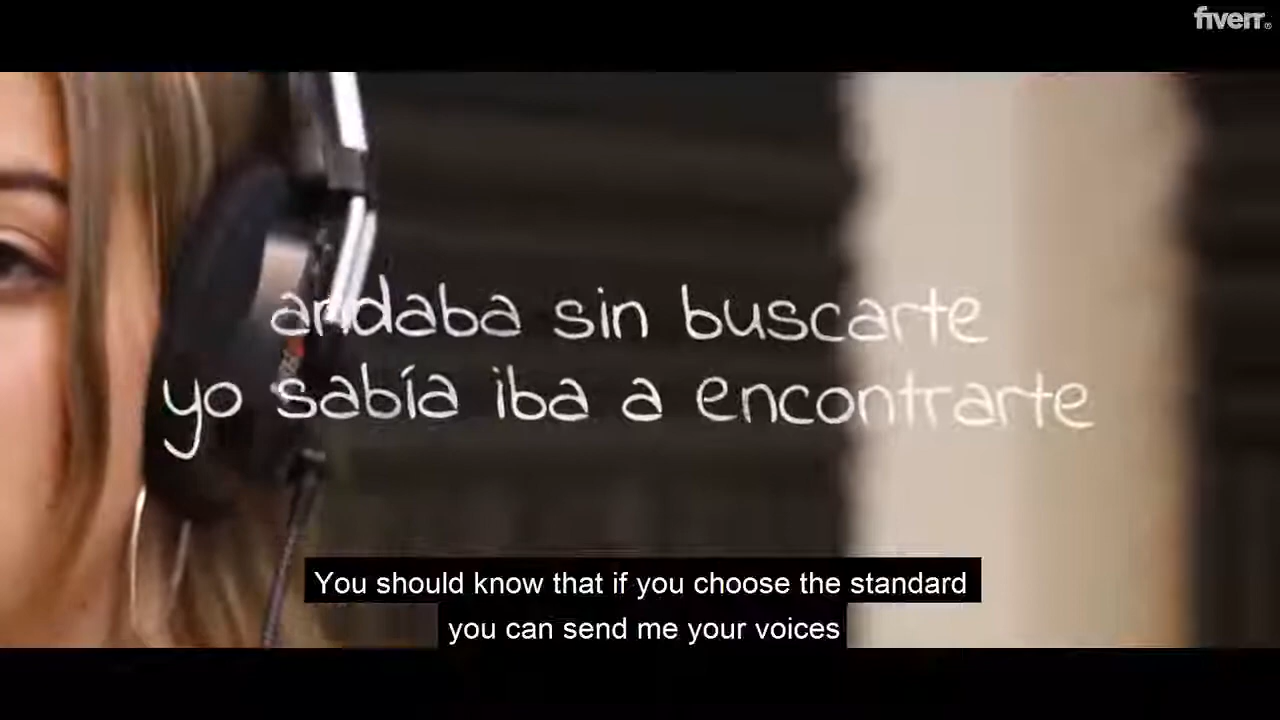 fiverr®
andaba sin buscarte
yo sabía iba a encontrarte
You should know that if you choose the standard
you can send me your voices